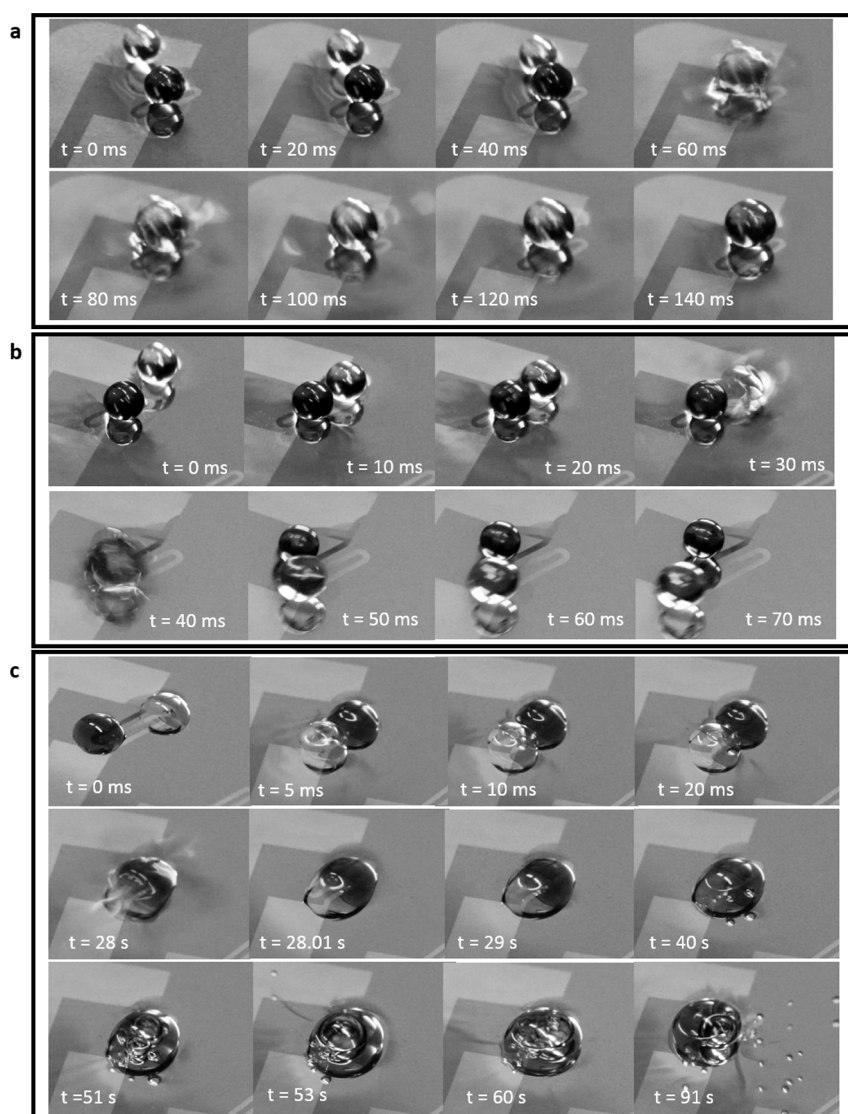 a
t = 0 ms
t = 20 ms
t = 40 ms
t = 60 ms
t = 80 ms
t = 100 ms
t = 120 ms
t = 140 ms
b
t = 0 ms
t = 10 ms
t = 20 ms
t = 30 ms
t = 40 ms
t = 50 ms
t = 60 ms
t = 70 ms
c
t = 0 ms
t = 5 ms
t = 10 ms
t = 20 ms
t = 28 s
t = 28.01 s
t = 29 s
t = 40 s
t =51 s
t = 53 s
t = 60 s
t = 91 s